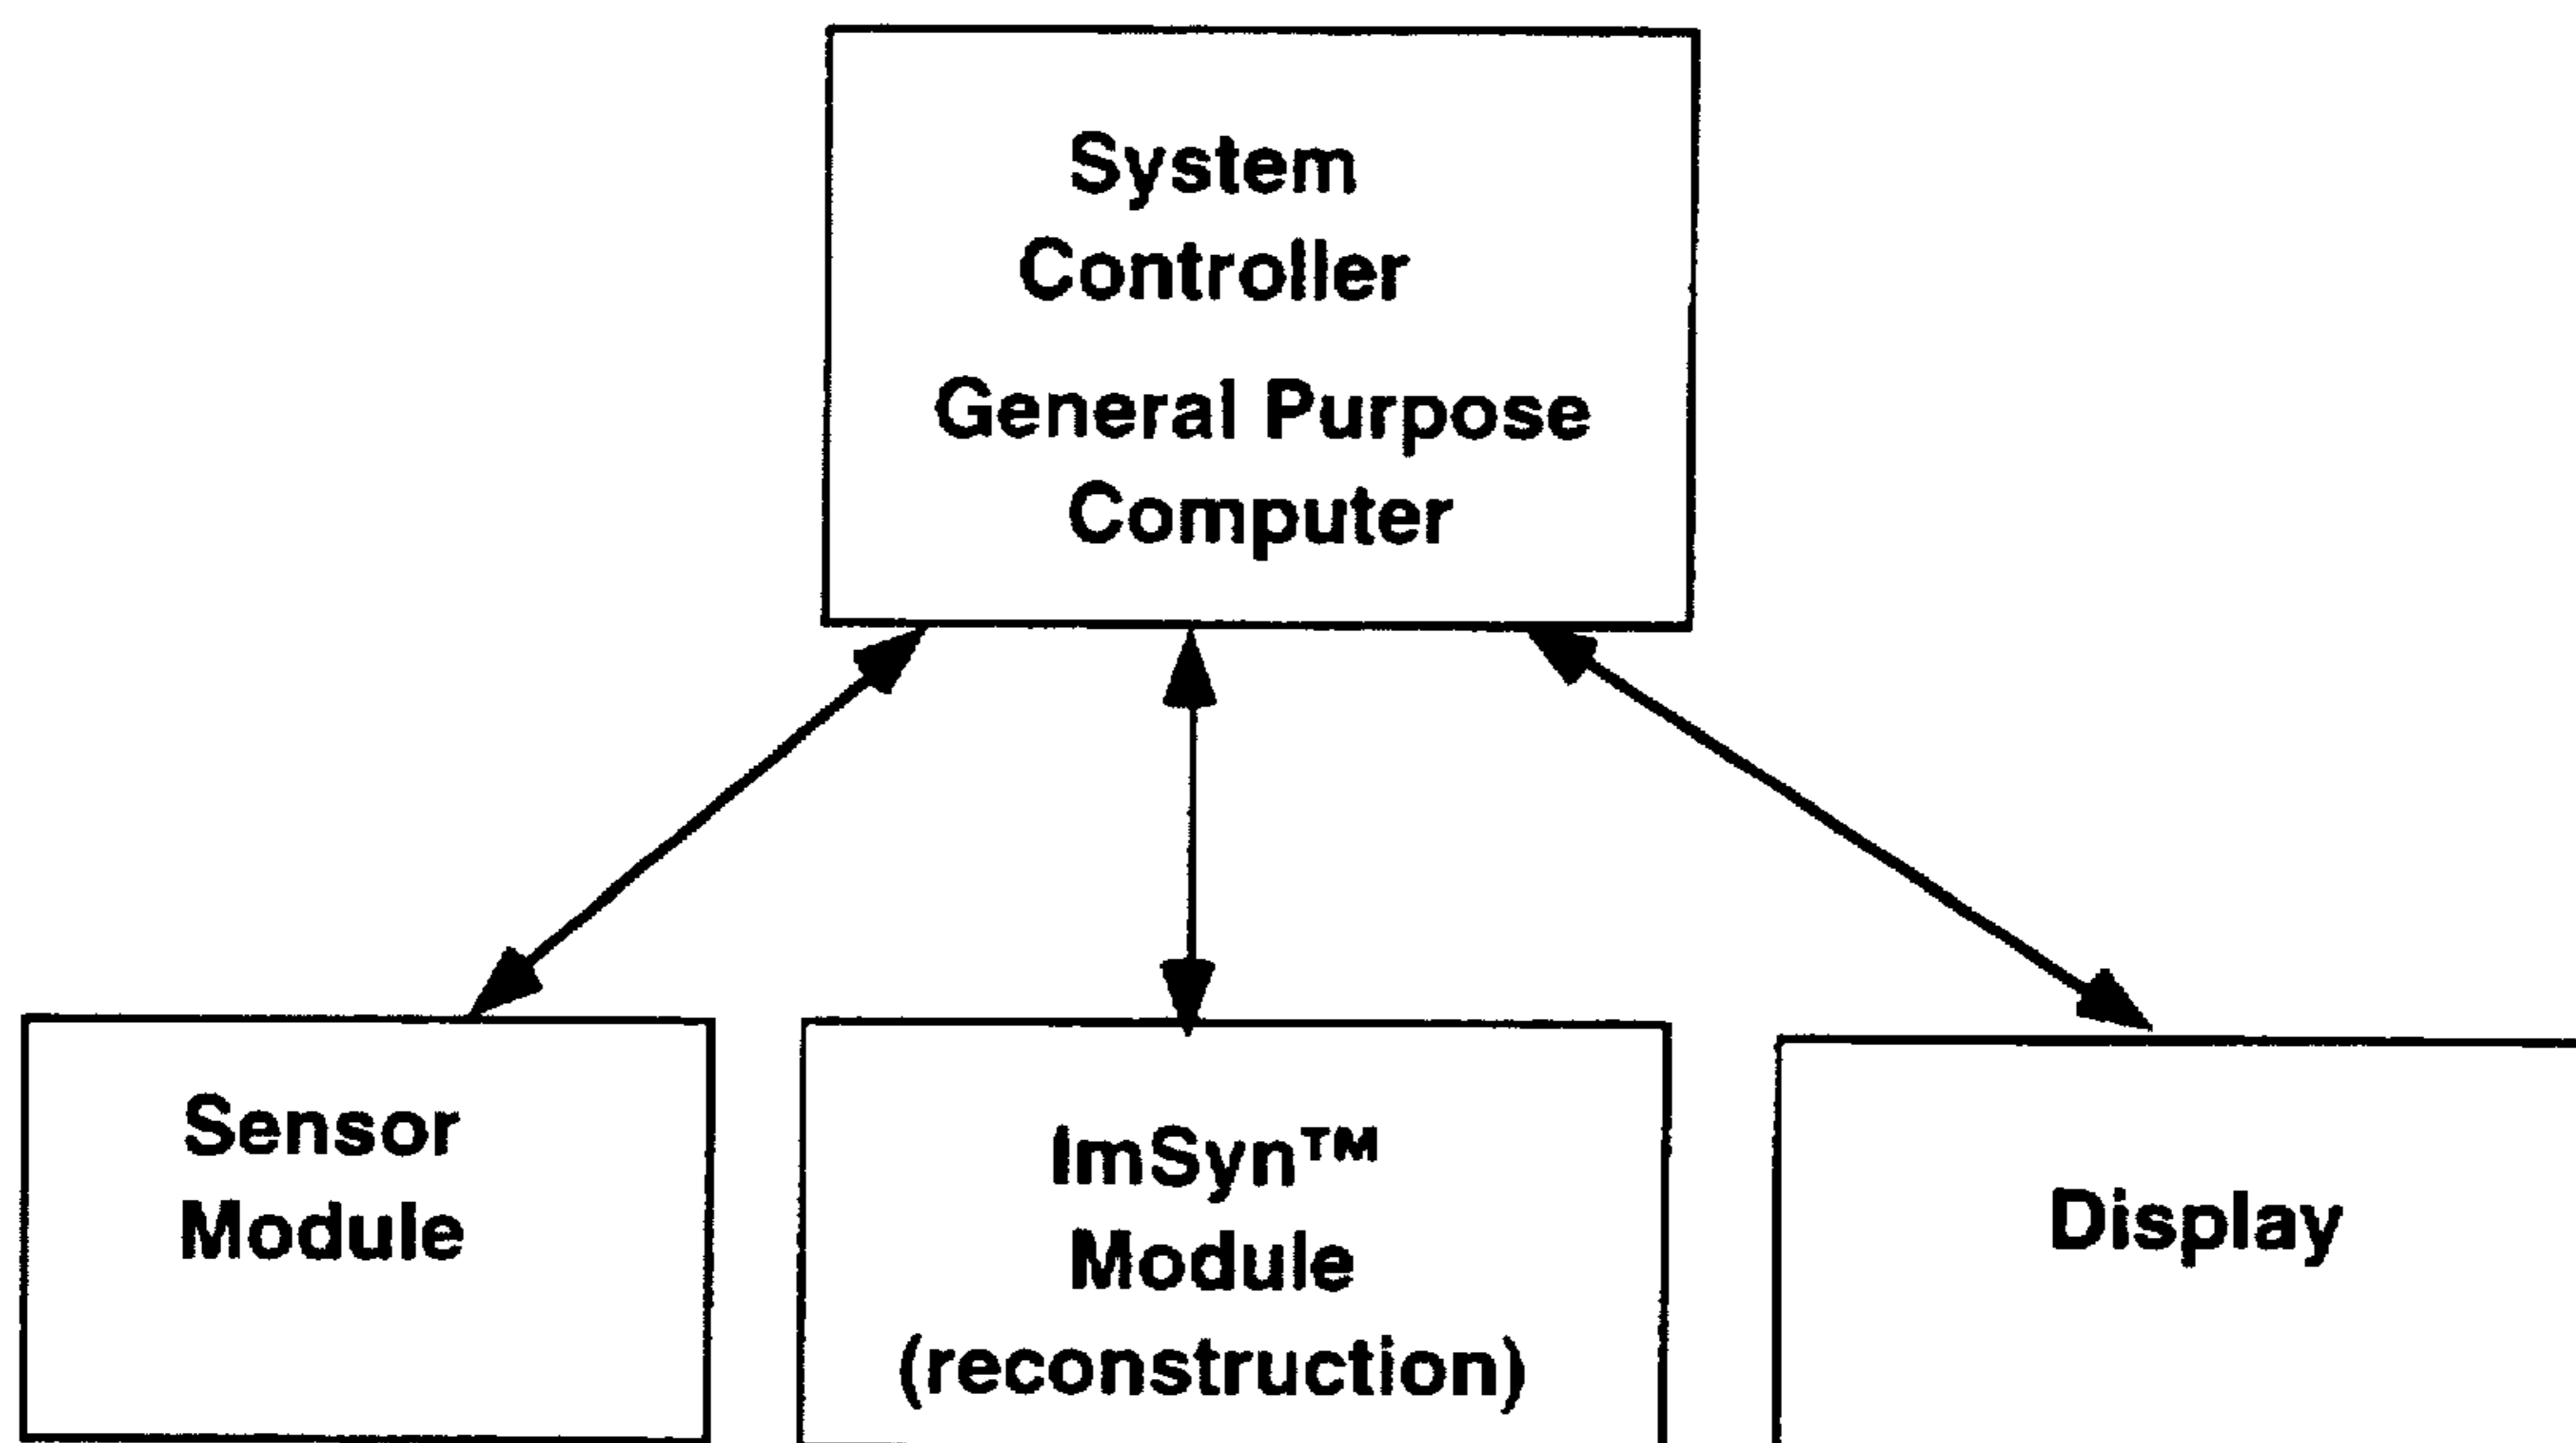 System
Controller
General Purpose
Computer
Sensor
Module
ImSyn™
Module
(reconstruction)
Display